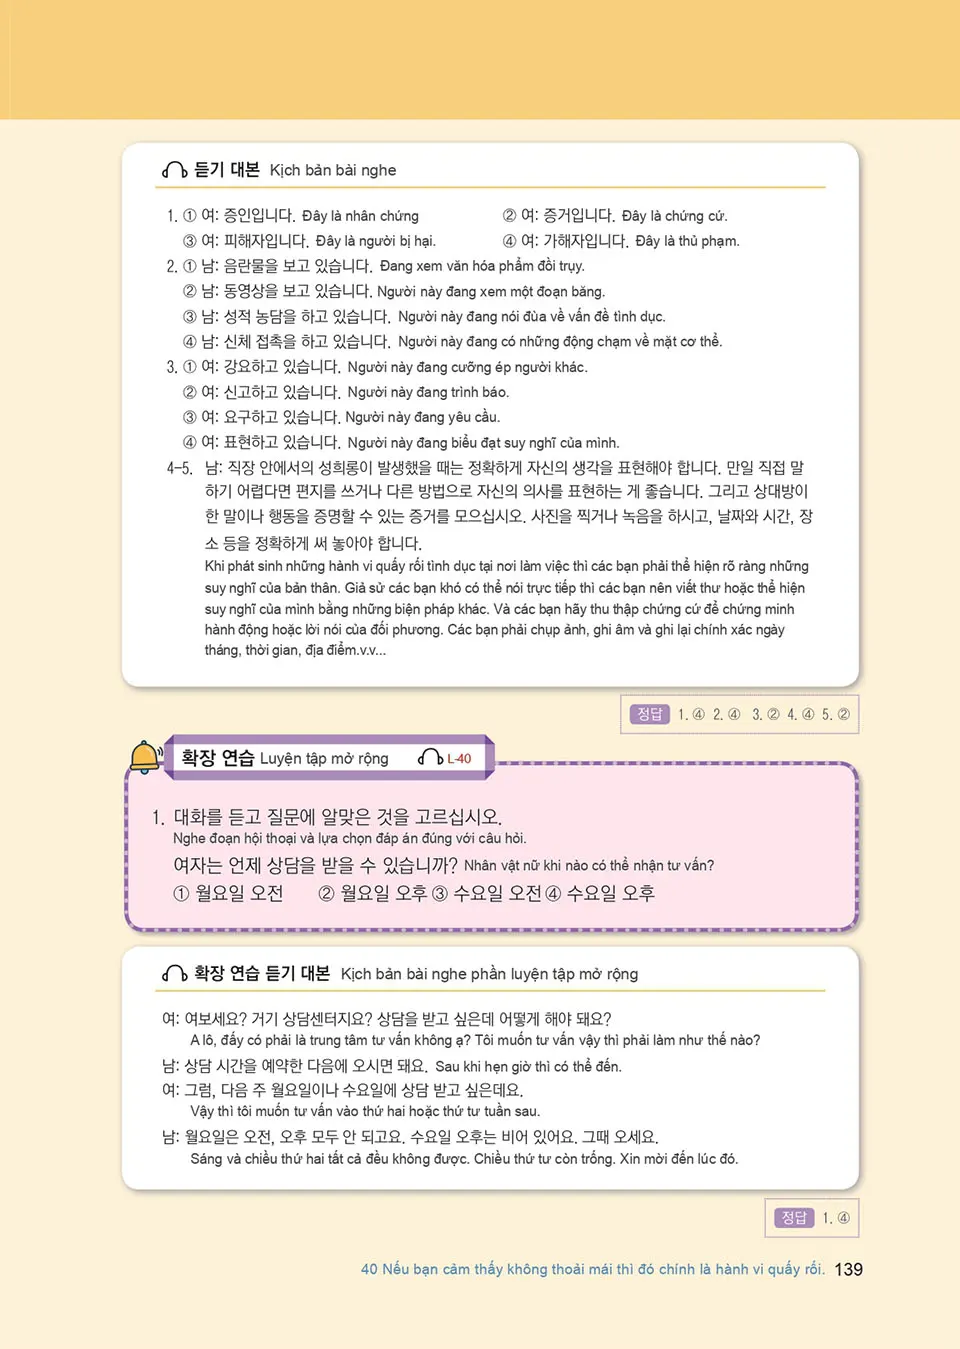 듣기 대본 Kịch bản bài nghe
1. ① 여: 증인입니다. Đây là nhân chứng ② 여: 증거입니다. Đây là chứng cứ.
③ 여: 피해자입니다. Đây là người bị hại. ④ 여: 가해자입니다. Đây là thủ phạm.
2. ① 남: 음란물을 보고 있습니다. Đang xem văn hóa phẩm đồi trụy.
② 남: 동영상을 보고 있습니다. Người này đang xem một đoạn băng.
③ 남: 성적 농담을 하고 있습니다. Người này đang nói đùa về vấn đề tình dục.
④ 남: 신체 접촉을 하고 있습니다. Người này đang có những động chạm về mặt cơ thể.
3. ① 여: 강요하고 있습니다. Người này đang cưỡng ép người khác.
② 여: 신고하고 있습니다. Người này đang trình báo.
③ 여: 요구하고 있습니다. Người này đang yêu cầu.
④ 여: 표현하고 있습니다. Người này đang biểu đạt suy nghĩ của mình.
4–5. 남: 직장 안에서의 성희롱이 발생했을 때는 정확하게 자신의 생각을 표현해야 합니다. 만일 직접 말
하기 어렵다면 편지를 쓰거나 다른 방법으로 자신의 의사를 표현하는 게 좋습니다. 그리고 상대방이
한 말이나 행동을 증명할 수 있는 증거를 모으십시오. 사진을 찍거나 녹음을 하시고, 날짜와 시간, 장
소 등을 정확하게 써 놓아야 합니다.
Khi phát sinh những hành vi quấy rối tình dục tại nơi làm việc thì các bạn phải thể hiện rõ ràng những
suy nghĩ của bản thân. Giả sử các bạn khó có thể nói trực tiếp thì các bạn nên viết thư hoặc thể hiện
suy nghĩ của mình bằng những biện pháp khác. Và các bạn hãy thu thập chứng cứ để chứng minh
hành động hoặc lời nói của đối phương. Các bạn phải chụp ảnh, ghi âm và ghi lại chính xác ngày
tháng, thời gian, địa điểm.v.v...
정답 1. ④ 2. ④ 3. ② 4. ④ 5. ②
확장 연습 Luyện tập mở rộng L-40
1. 대화를 듣고 질문에 알맞은 것을 고르십시오.
Nghe đoạn hội thoại và lựa chọn đáp án đúng với câu hỏi.
여자는 언제 상담을 받을 수 있습니까? Nhân vật nữ khi nào có thể nhận tư vấn?
① 월요일 오전 ② 월요일 오후 ③ 수요일 오전 ④ 수요일 오후
확장 연습 듣기 대본 Kịch bản bài nghe phần luyện tập mở rộng
여: 여보세요? 거기 상담센터지요? 상담을 받고 싶은데 어떻게 해야 돼요?
A lô, đấy có phải là trung tâm tư vấn không ạ? Tôi muốn tư vấn vậy thì phải làm như thế nào?
남: 상담 시간을 예약한 다음에 오시면 돼요. Sau khi hẹn giờ thì có thể đến.
여: 그럼, 다음 주 월요일이나 수요일에 상담 받고 싶은데요.
Vậy thì tôi muốn tư vấn vào thứ hai hoặc thứ tư tuần sau.
남: 월요일은 오전, 오후 모두 안 되고요. 수요일 오후는 비어 있어요. 그때 오세요.
Sáng và chiều thứ hai tất cả đều không được. Chiều thứ tư còn trống. Xin mời đến lúc đó.
정답 1. ④
40 Nếu bạn cảm thấy không thoải mái thì đó chính là hành vi quấy rối. 139